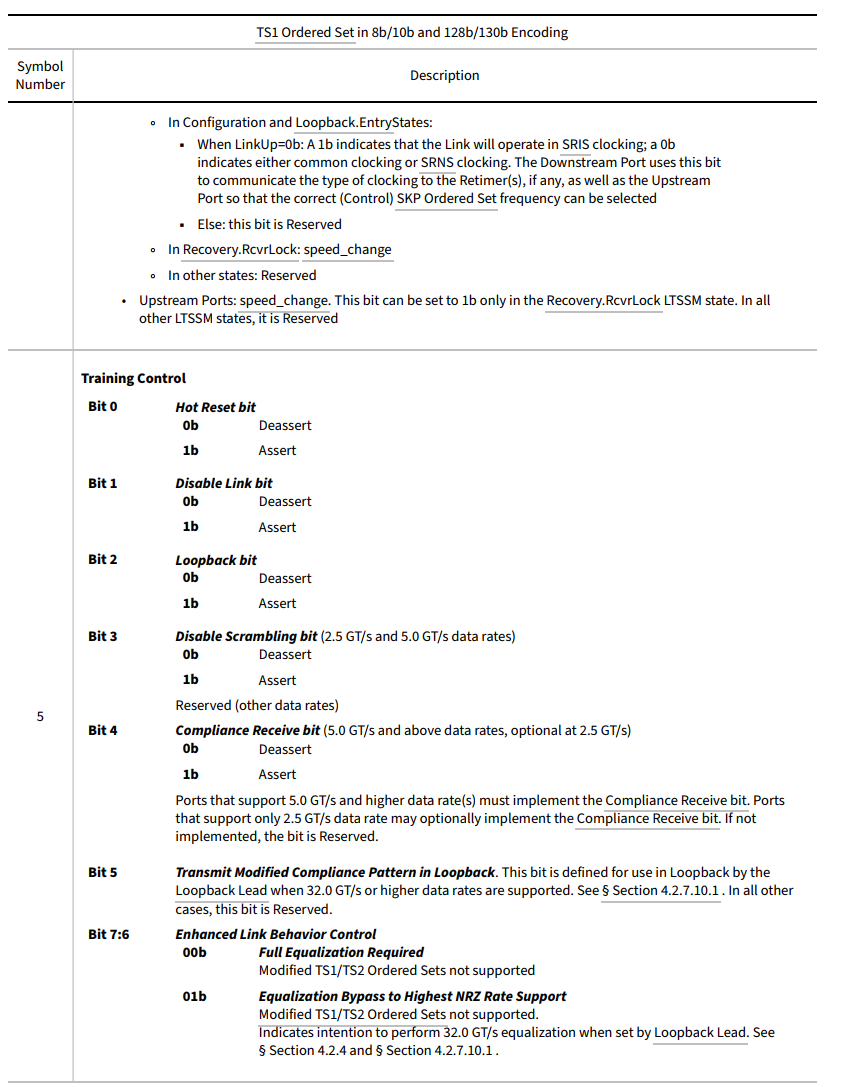 TS1 Ordered Set in 8b/10b and 128b/130b Encoding
Symbol
Number
Description
◦ In Configuration and Loopback.EntryStates:
▪ When LinkUp=0b: A 1b indicates that the Link will operate in SRIS clocking; a 0b
indicates either common clocking or SRNS clocking. The Downstream Port uses this bit
to communicate the type of clocking to the Retimer(s), if any, as well as the Upstream
Port so that the correct (Control) SKP Ordered Set frequency can be selected
▪ Else: this bit is Reserved
◦ In Recovery.RcvrLock: speed_change
◦ In other states: Reserved
• Upstream Ports: speed_change. This bit can be set to 1b only in the Recovery.RcvrLock LTSSM state. In all
other LTSSM states, it is Reserved
5
Training Control
Bit 0 Hot Reset bit
0b Deassert
1b Assert
Bit 1 Disable Link bit
0b Deassert
1b Assert
Bit 2 Loopback bit
0b Deassert
1b Assert
Bit 3 Disable Scrambling bit (2.5 GT/s and 5.0 GT/s data rates)
0b Deassert
1b Assert
Reserved (other data rates)
Bit 4 Compliance Receive bit (5.0 GT/s and above data rates, optional at 2.5 GT/s)
0b Deassert
1b Assert
Ports that support 5.0 GT/s and higher data rate(s) must implement the Compliance Receive bit. Ports
that support only 2.5 GT/s data rate may optionally implement the Compliance Receive bit. If not
implemented, the bit is Reserved.
Bit 5 Transmit Modified Compliance Pattern in Loopback. This bit is defined for use in Loopback by the
Loopback Lead when 32.0 GT/s or higher data rates are supported. See § Section 4.2.7.10.1 . In all other
cases, this bit is Reserved.
Bit 7:6 Enhanced Link Behavior Control
00b Full Equalization Required
Modified TS1/TS2 Ordered Sets not supported
01b Equalization Bypass to Highest NRZ Rate Support
Modified TS1/TS2 Ordered Sets not supported.
Indicates intention to perform 32.0 GT/s equalization when set by Loopback Lead. See
§ Section 4.2.4 and § Section 4.2.7.10.1 .